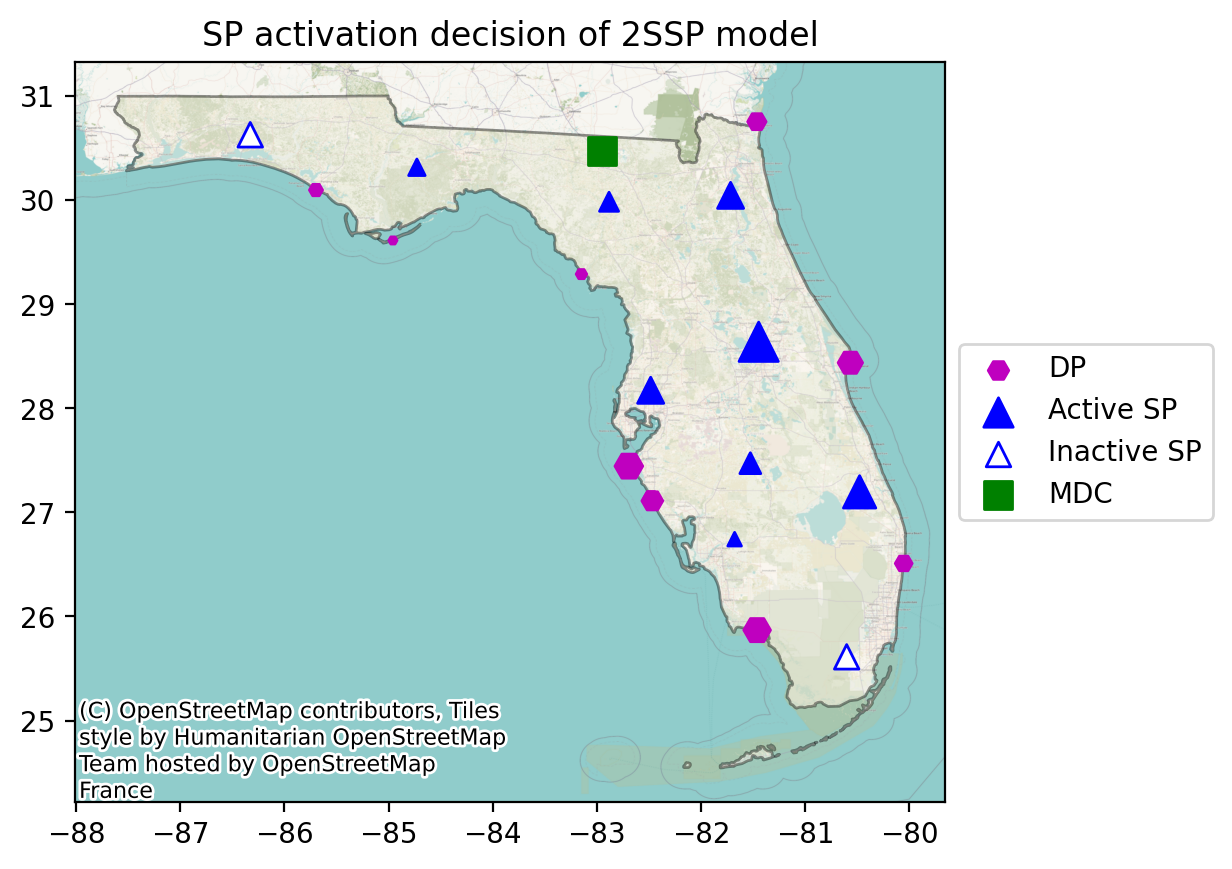 SP activation decision of 2SSP model
31
30
29
28
27
26
25
−88 −87 −86 −85 −84 −83 −82 −81 −80
DP
Active SP
Inactive SP
MDC
(C) OpenStreetMap contributors, Tiles
style by Humanitarian OpenStreetMap
Team hosted by OpenStreetMap
France